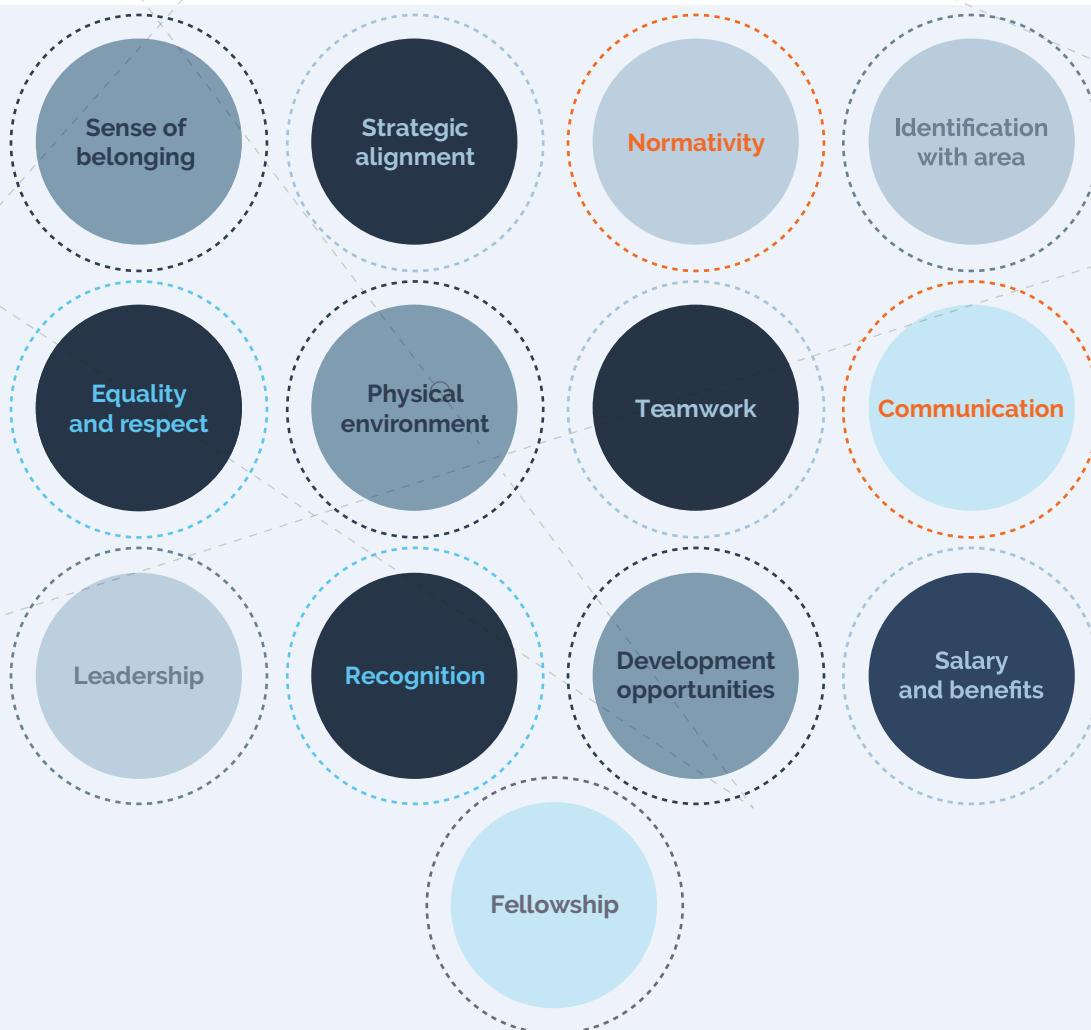 Sense of
belonging
Strategic
alignment
Normativity
Identification
with area
Equality
and respect
Physical
environment
Teamwork
Communication
Leadership
Recognition
Development
opportunities
Salary
and benefits
Fellowship